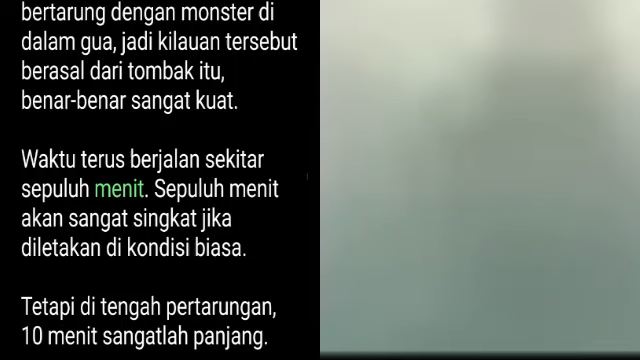 bertarung dengan monster di
dalam gua, jadi kilauan tersebut
berasal dari tombak itu,
benar-benar sangat kuat.
Waktu terus berjalan sekitar
sepuluh menit. Sepuluh menit
akan sangat singkat jika
diletakan di kondisi biasa.
Tetapi di tengah pertarungan,
10 menit sangatlah panjang.